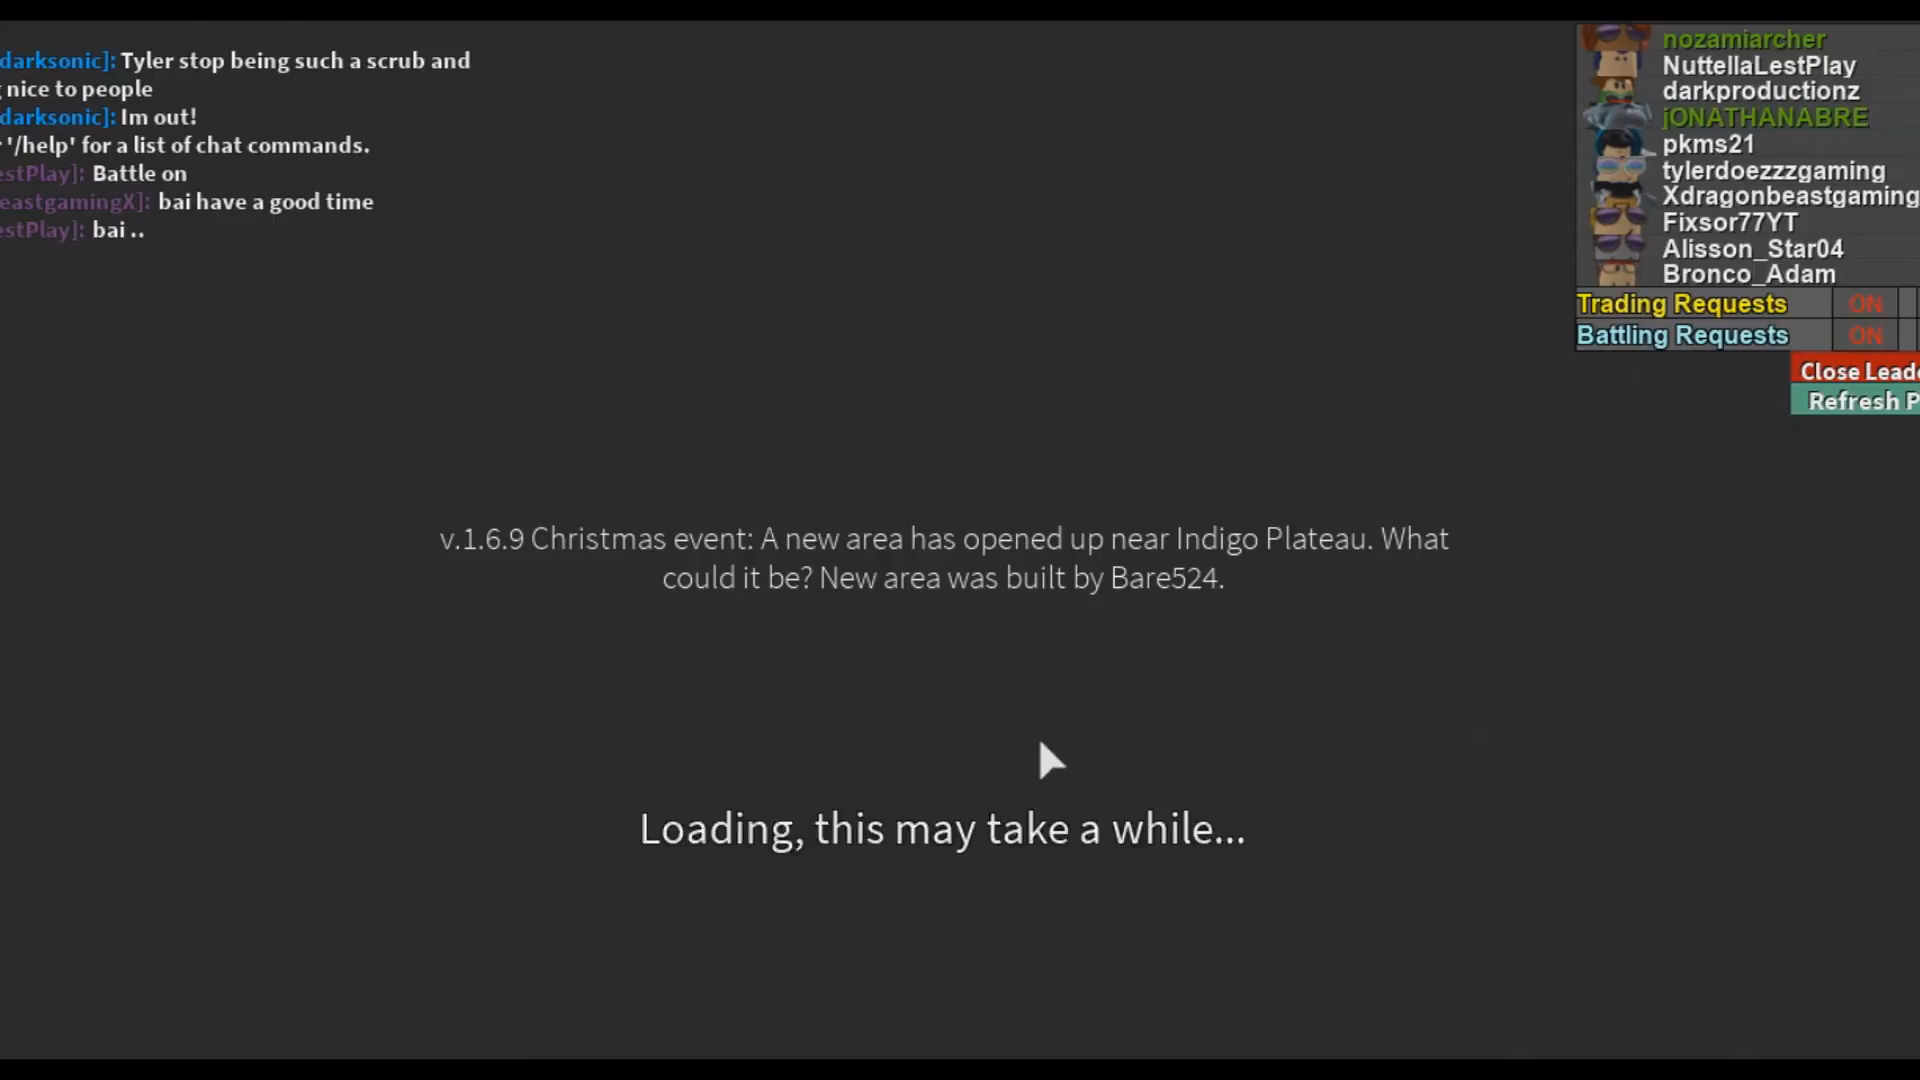 darksonic]: Tyler stop being such a scrub and
nice to people
darksonic]: Im out!
'/help' for a list of chat commands.
estPlay]: Battle on
eastgamingX]: bai have a good time
estPlay]: bai ..
nozamiarcher
NuttellaLestPlay
darkproductionz
jONATHANABRE
pkms21
tylerdoezzzgaming
Xdragonbeastgaming
Fixsor77YT
Alisson_Star04
Bronco_Adam
Trading Requests ON
Battling Requests ON
Close Leade
Refresh P
v.1.6.9 Christmas event: A new area has opened up near Indigo Plateau. What
could it be? New area was built by Bare524.
Loading, this may take a while...